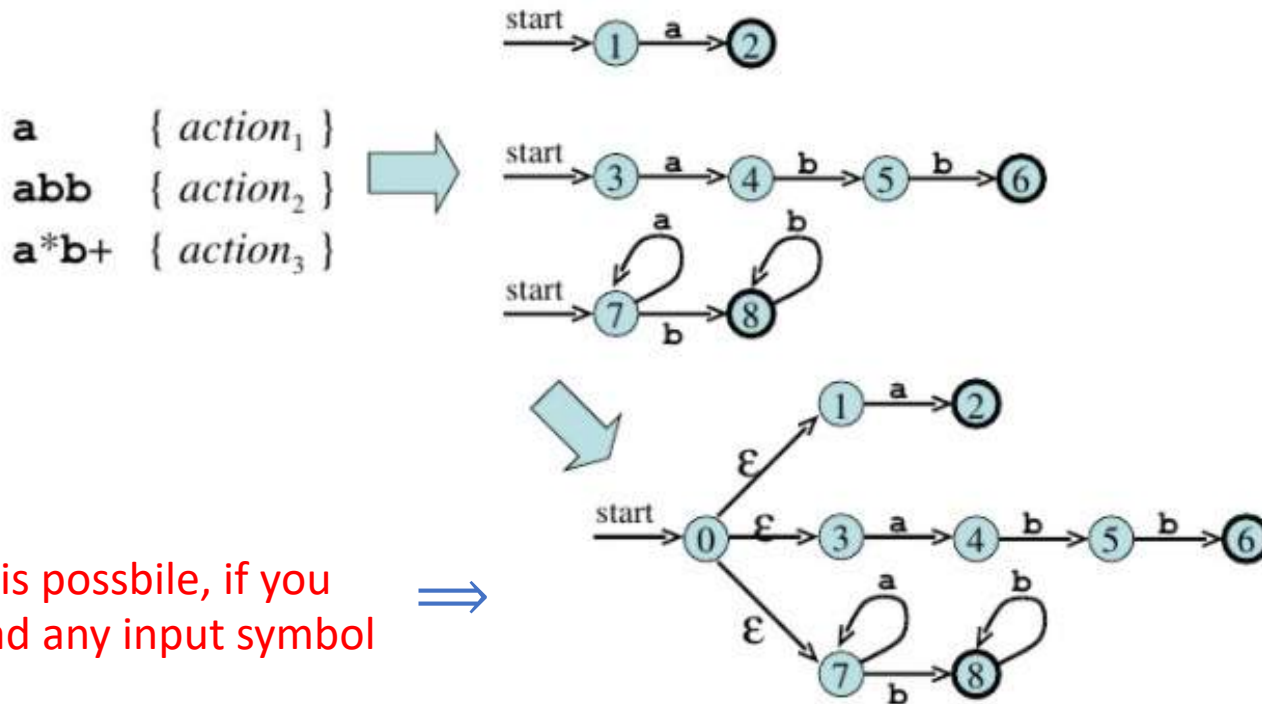 start
1 a 2
a { action1 }
abb { action2 }
a*b+ { action3 }
start
3 a 4 b 5 b 6
a b
start
7 b 8
1 a 2
ε
start
0 ε 3 a 4 b 5 b 6
a b
ε
7 b 8
is possbile, if you
nd any input symbol